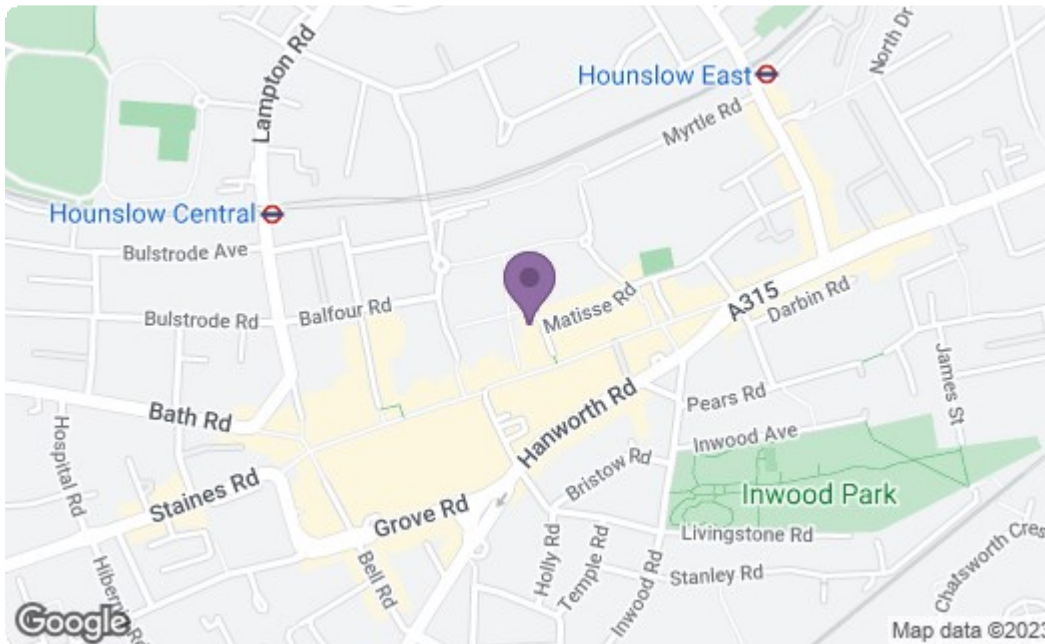 Lampton Rd
Hounslow East
North Dr
Myrtle Rd
Hounslow Central
Bulstrode Ave
Matisse Rd
A315
Darbin Rd
Bulstrode Rd
Balfour Rd
James St
Pears Rd
Bath Rd
Hanworth Rd
Inwood Ave
Hospital Rd
Bristow Rd
Staines Rd
Inwood Park
Grove Rd
Livingstone Rd
Holly Rd
Temple Rd
Stanley Rd
Chatsworth Cres
Bell Rd
Inwood Rd
Rd
Google
Map data ©2023